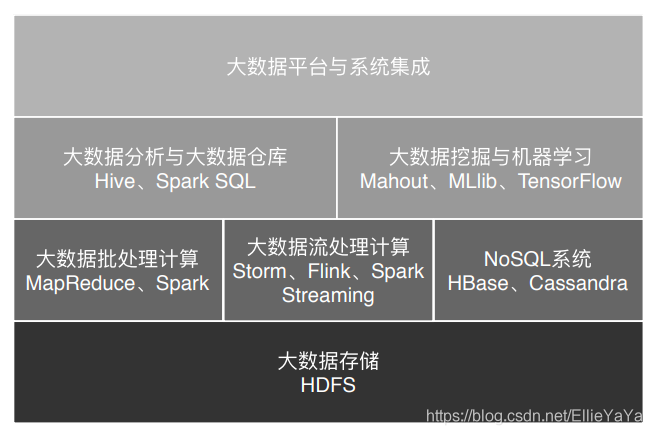 大数据平台与系统集成
大数据分析与大数据仓库
Hive、Spark SQL
大数据挖掘与机器学习
Mahout、MLlib、TensorFlow
大数据批处理计算
MapReduce、Spark
大数据流处理计算
Storm、Flink、Spark
Streaming
NoSQL系统
HBase、Cassandra
大数据存储
HDFS
https://blog.csdn.net/EllieYaYa